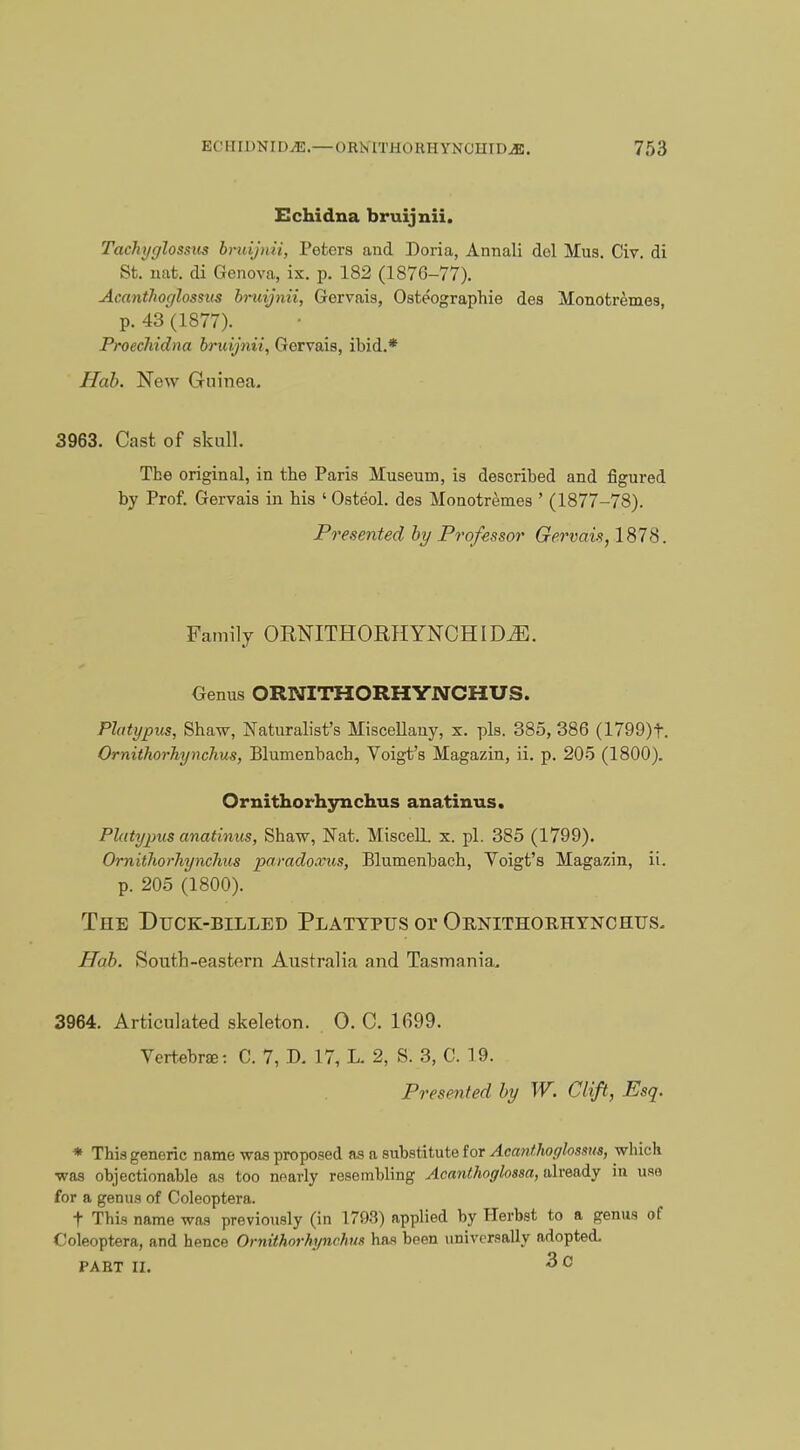 ECHIDNIDÆ.—ORNITHORHYNCHIDÆ. 753
Echidna bruijnii.
Tachyglossus bruijnii, Peters and Doria, Annali del Mus. Civ. di
St. nat. di Genova, ix. p. 182 (1876–77).
Acanthoglossus bruijnii, Gervais, Ostéographie des Monotrèmes,
p. 43 (1877).
Proechidna bruijnii, Gervais, ibid.*
Hab. New Guinea.
3963. Cast of skull.
The original, in the Paris Museum, is described and figured
by Prof. Gervais in his ‘ Ostéol. des Monotrèmes ’ (1877–78).
Presented by Professor Gervais, 1878.
Family ORNITHORHYNCHIDÆ.
Genus ORNITHORHYNCHUS.
Platypus, Shaw, Naturalist’s Miscellany, x. pls. 385, 386 (1799)†.
Ornithorhynchus, Blumenbach, Voigt’s Magazin, ii. p. 205 (1800).
Ornithorhynchus anatinus.
Platypus anatinus, Shaw, Nat. Miscell. x. pl. 385 (1799).
Ornithorhynchus paradoxus, Blumenbach, Voigt’s Magazin, ii.
p. 205 (1800).
THE DUCK-BILLED PLATYPUS or ORNITHORHYNCHUS.
Hab. South-eastern Australia and Tasmania.
3964. Articulated skeleton. O. C. 1699.
Vertebræ: C. 7, D. 17, L. 2, S. 3, C. 19.
Presented by W. Clift, Esq.
* This generic name was proposed as a substitute for Acanthoglossus, which
was objectionable as too nearly resembling Acanthoglossa, already in use
for a genus of Coleoptera.
† This name was previously (in 1793) applied by Herbst to a genus of
Coleoptera, and hence Ornithorhynchus has been universally adopted.
PART II. 3 C